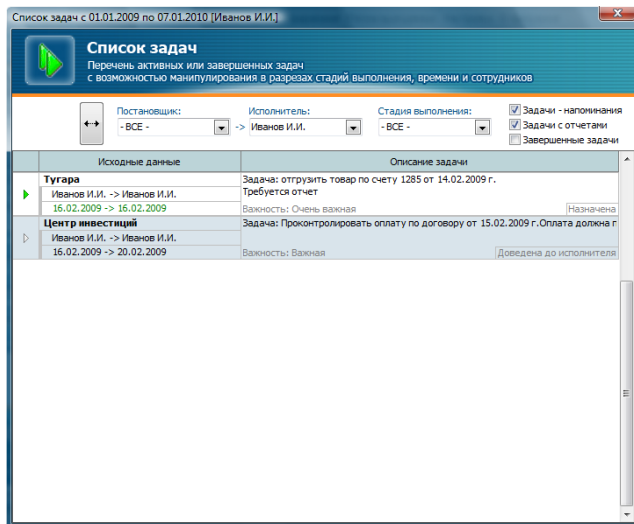 Список задач с 01.01.2009 по 07.01.2010 [Иванов И.И.]
Список задач
Перечень активных или завершенных задач
с возможностью манипулирования в разрезах стадий выполнения, времени и сотрудников
Постановщик: Исполнитель: Стадия выполнения:
- ВСЕ - -> Иванов И.И. - ВСЕ -
Задачи - напоминания
Задачи с отчетами
Завершенные задачи
Исходные данные Описание задачи
Тугара Задача: отгрузить товар по счету 1285 от 14.02.2009 г.
Иванов И.И. -> Иванов И.И. Требуется отчет
16.02.2009 -> 16.02.2009 Важность: Очень важная Назначена
Центр инвестиций Задача: Проконтролировать оплату по договору от 15.02.2009 г.Оплата должна п
Иванов И.И. -> Иванов И.И.
16.02.2009 -> 20.02.2009 Важность: Важная Доведена до исполнителя